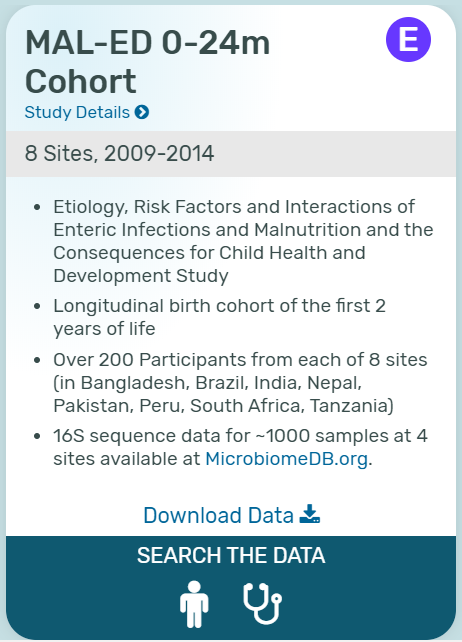 MAL-ED 0-24m
E
Cohort
Study Details
8 Sites, 2009-2014
• Etiology, Risk Factors and Interactions of
Enteric Infections and Malnutrition and the
Consequences for Child Health and
Development Study
• Longitudinal birth cohort of the first 2
years of life
• Over 200 Participants from each of 8 sites
(in Bangladesh, Brazil, India, Nepal,
Pakistan, Peru, South Africa, Tanzania)
• 16S sequence data for ~1000 samples at 4
sites available at MicrobiomeDB.org.
Download Data
SEARCH THE DATA